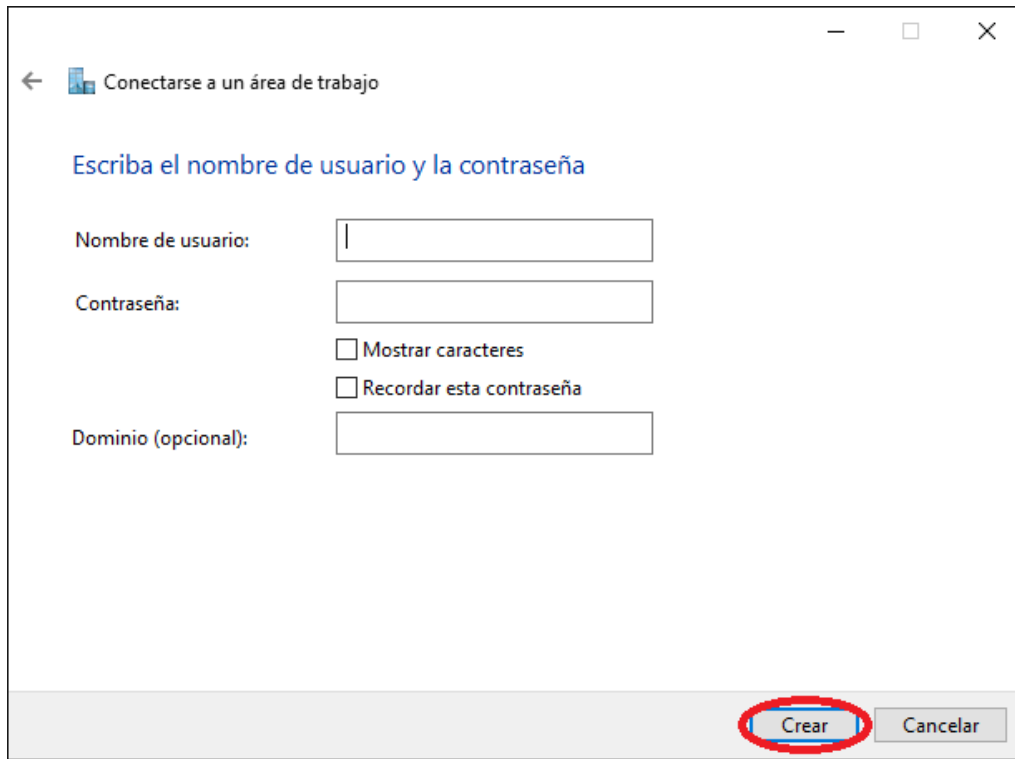 Conectarse a un área de trabajo
Escriba el nombre de usuario y la contraseña
Nombre de usuario:
Contraseña:
Mostrar caracteres
Recordar esta contraseña
Dominio (opcional):
Crear Cancelar